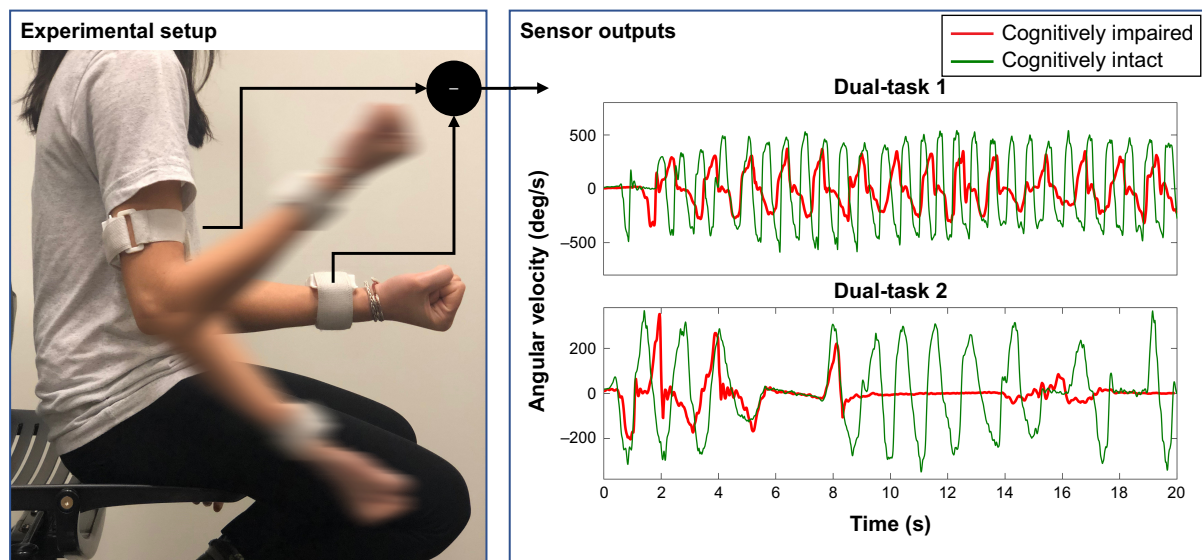 Experimental setup
–
Sensor outputs
Cognitively impaired
Cognitively intact
Dual-task 1
500
0
–500
Angular velocity (deg/s)
Dual-task 2
200
0
–200
0 2 4 6 8 10 12 14 16 18 20
Time (s)